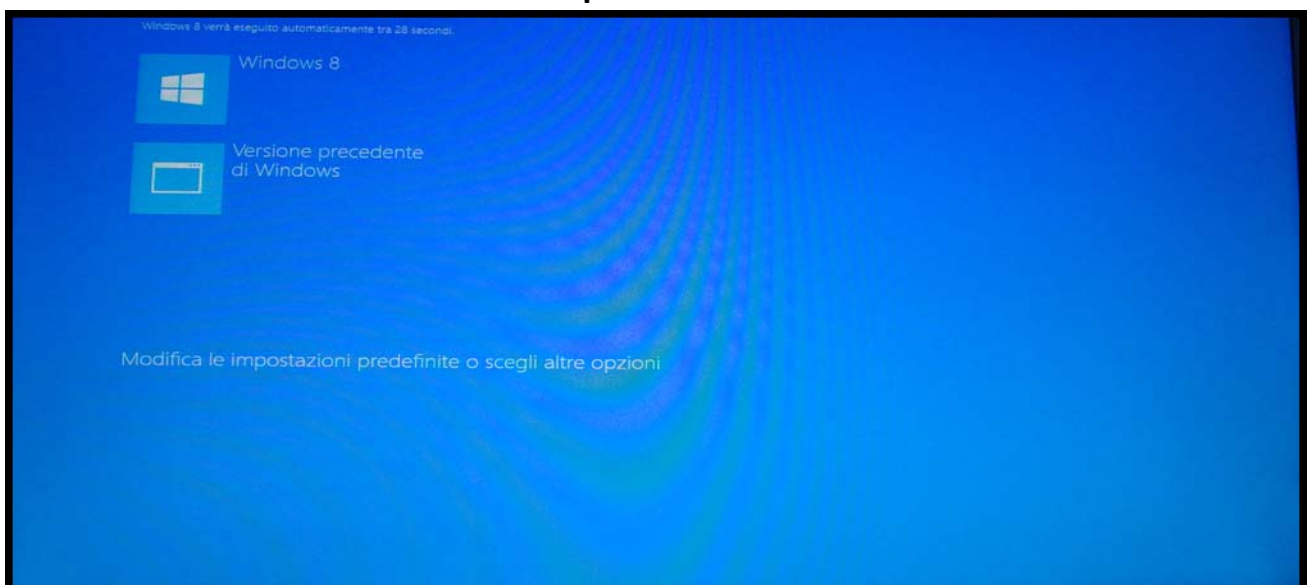 Windows 8 verrà eseguito automaticamente tra 28 secondi.
Windows 8
Versione precedente
di Windows
Modifica le impostazioni predefinite o scegli altre opzioni